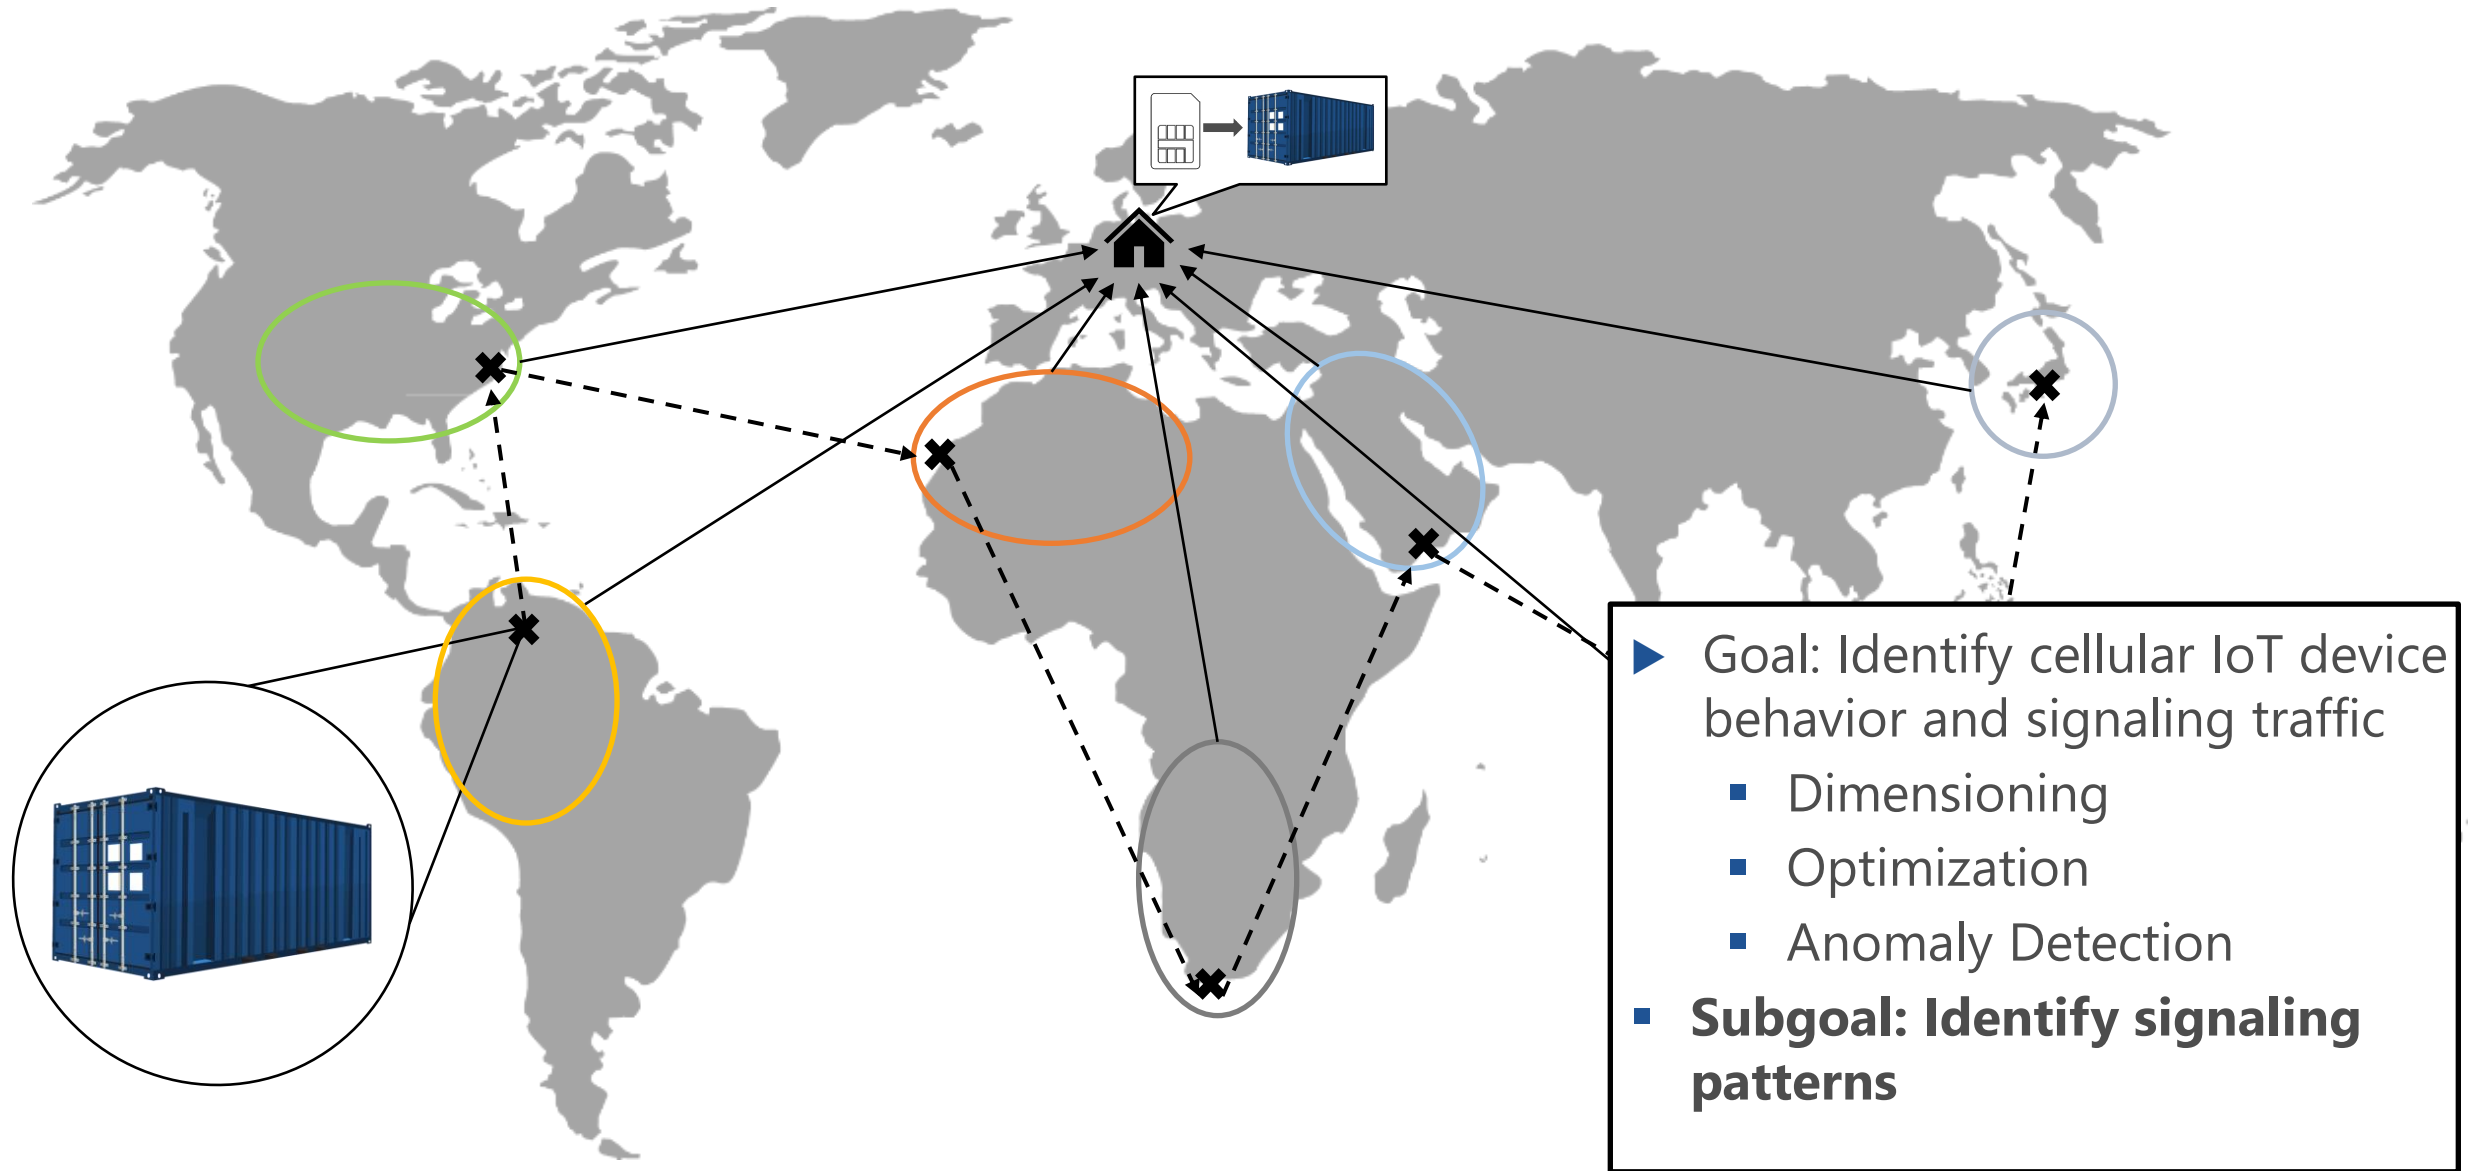 Goal: Identify cellular IoT device
behavior and signaling traffic
Dimensioning
Optimization
Anomaly Detection
Subgoal: Identify signaling
patterns